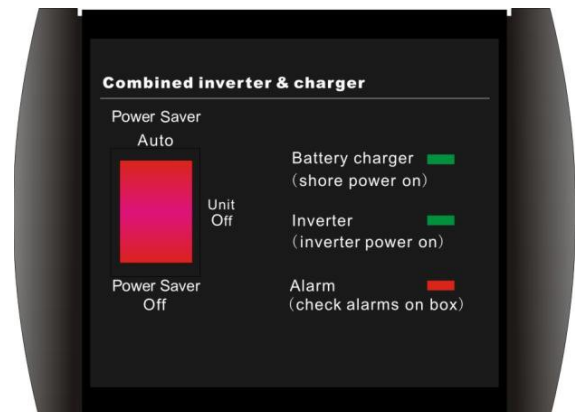 Combined inverter & charger
Power Saver
Auto
Unit
Off
Power Saver
Off
Battery charger
(shore power on)
Inverter
(inverter power on)
Alarm
(check alarms on box)